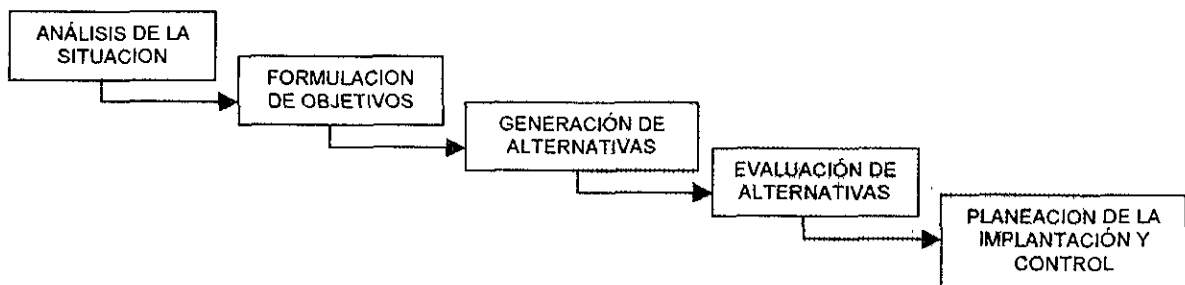 ANÁLISIS DE LA
SITUACION
FORMULACION
DE OBJETIVOS
GENERACIÓN DE
ALTERNATIVAS
EVALUACIÓN DE
ALTERNATIVAS
PLANEACION DE LA
IMPLANTACIÓN Y
CONTROL